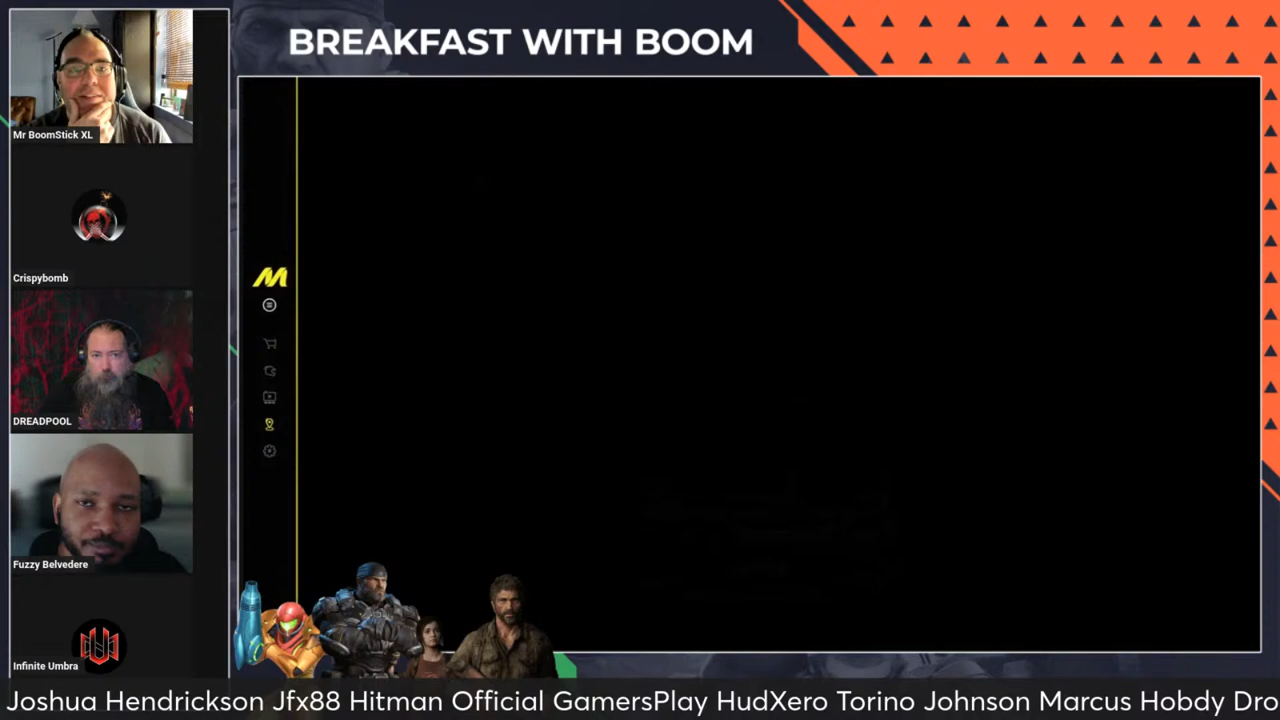 BREAKFAST WITH BOOM
Mr BoomStick XL
Crispybomb
DREADPOOL
Fuzzy Belvedere
Infinite Umbra
Joshua Hendrickson Jfx88 Hitman Official GamersPlay HudXero Torino Johnson Marcus Hobdy Dro